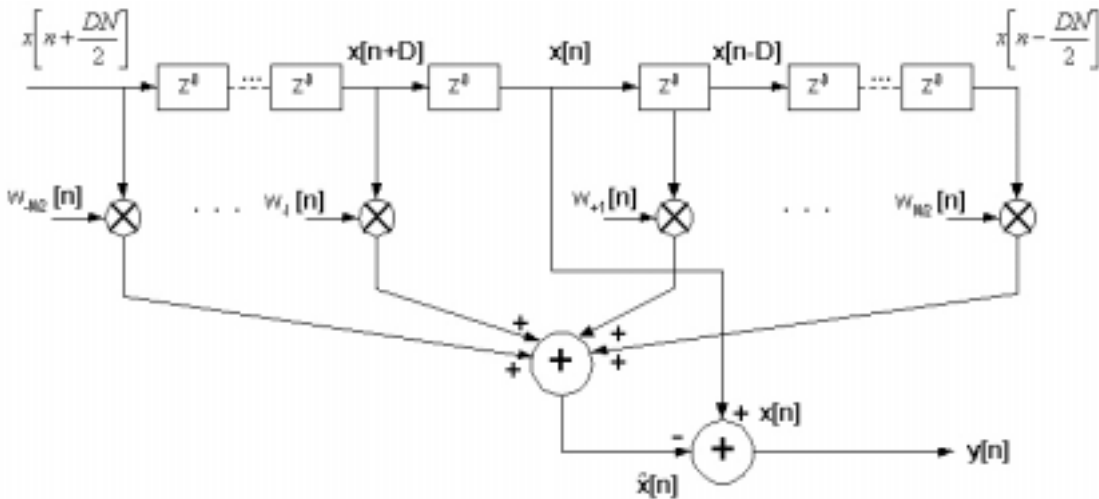 x[n + DN/2] x[n+D] x[n] x[n-D] x[n - DN/2]
Z^D ... Z^D Z^D Z^D Z^D ... Z^D
w_-N/2 [n] . . . w_-1 [n] w_+1 [n] . . . w_N/2 [n]
+ + + + +
+ x[n]
- + y[n]
x̂[n]